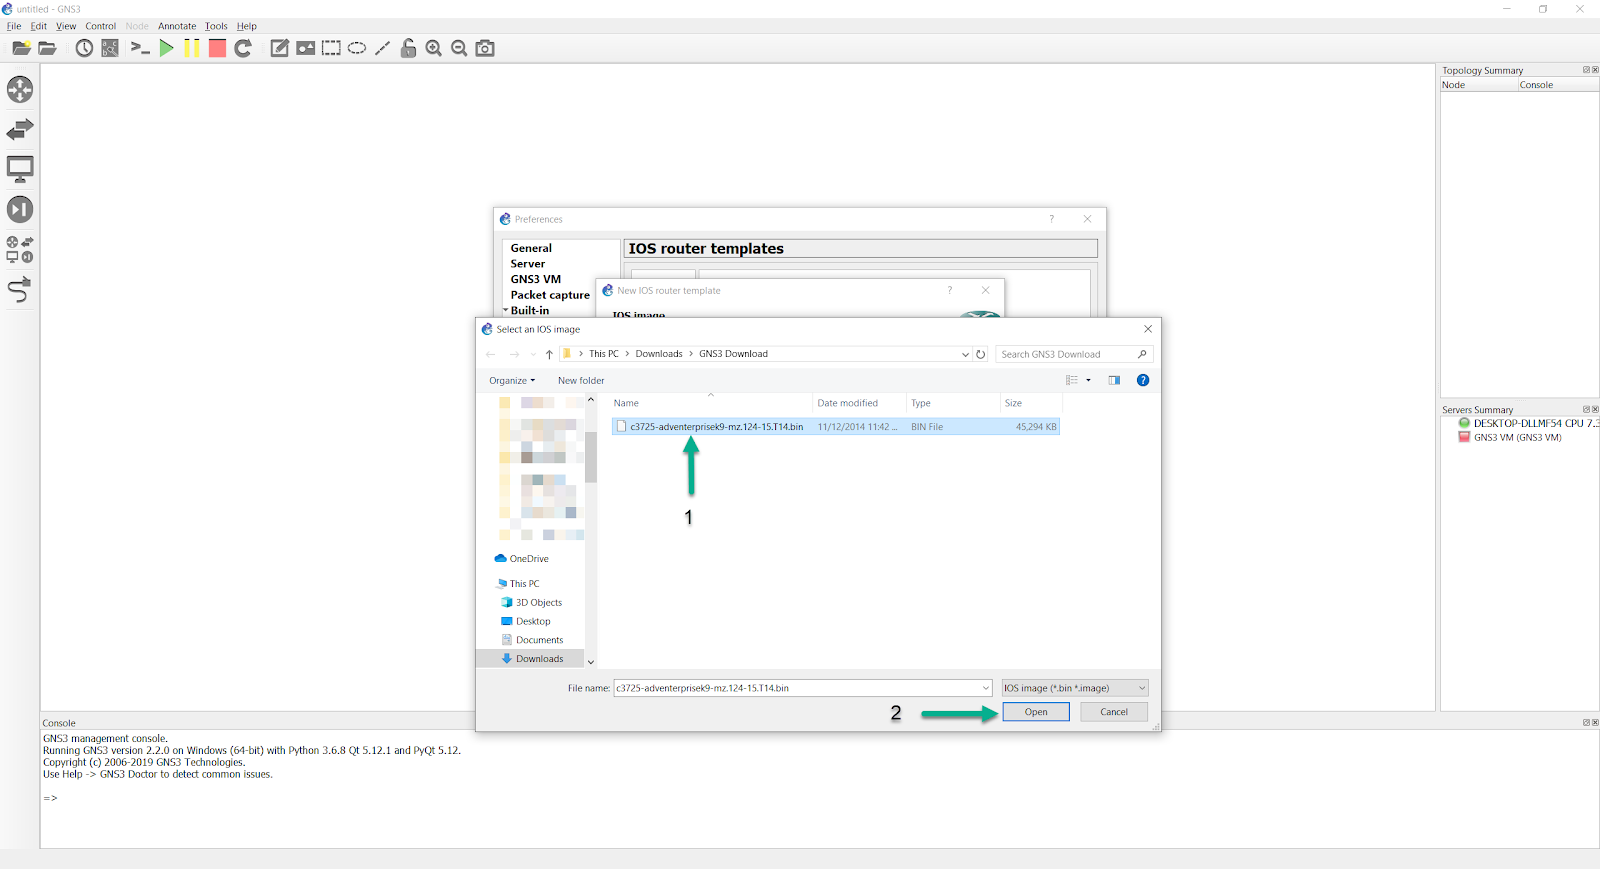 untitled - GNS3
File Edit View Control Node Annotate Tools Help
Topology Summary
Node Console
Preferences
General
Server
GNS3 VM
Packet capture
Built-in
IOS router templates
New IOS router template
IOS image
Select an IOS image
This PC > Downloads > GNS3 Download
Search GNS3 Download
Organize New folder
Name Date modified Type Size
c3725-adventerprisek9-mz.124-15.T14.bin 11/12/2014 11:42 ... BIN File 45,294 KB
1
OneDrive
This PC
3D Objects
Desktop
Documents
Downloads
File name: c3725-adventerprisek9-mz.124-15.T14.bin IOS image (*.bin *.image)
2 Open Cancel
Servers Summary
DESKTOP-DLLMF54 CPU 7.3
GNS3 VM (GNS3 VM)
Console
GNS3 management console.
Running GNS3 version 2.2.0 on Windows (64-bit) with Python 3.6.8 Qt 5.12.1 and PyQt 5.12.
Copyright (c) 2006-2019 GNS3 Technologies.
Use Help -> GNS3 Doctor to detect common issues.
=>